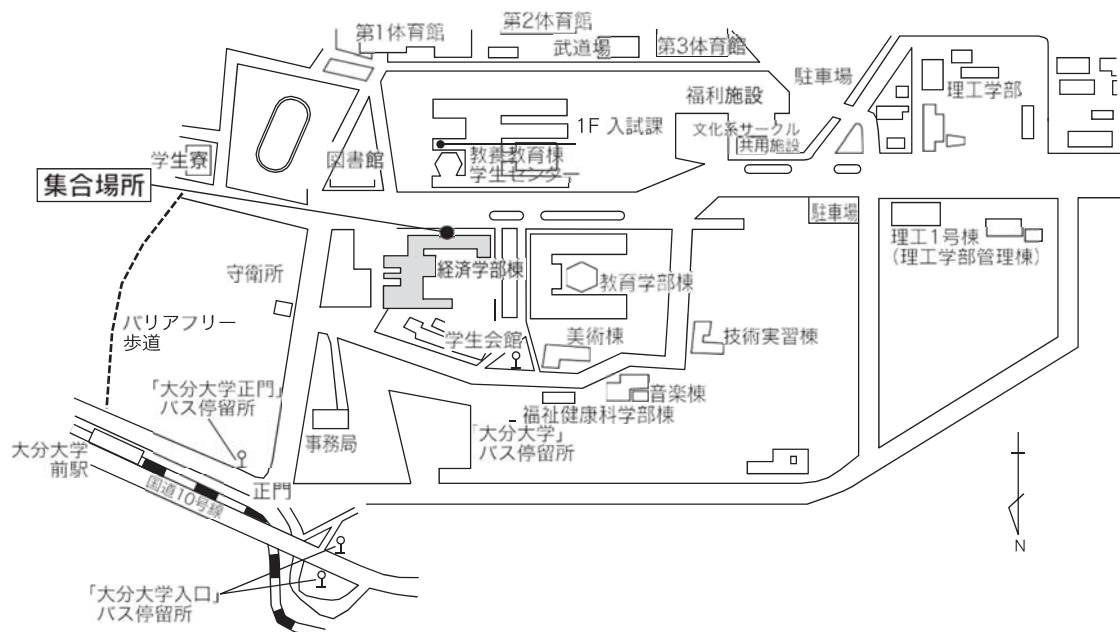 第2体育館
第1体育館
武道場
第3体育館
駐車場
福利施設
理工学部
1F 入試課
文化系サークル
共用施設
学生寮
図書館
教養教育棟
学生センター
集合場所
駐車場
理工1号棟
(理工学部管理棟)
守衛所
経済学部棟
教育学部棟
バリアフリー
歩道
学生会館
美術棟
技術実習棟
「大分大学正門」
バス停留所
音楽棟
福祉健康科学部棟
事務局
「大分大学」
バス停留所
大分大学
前駅
国道10号線
正門
N
「大分大学入口」
バス停留所